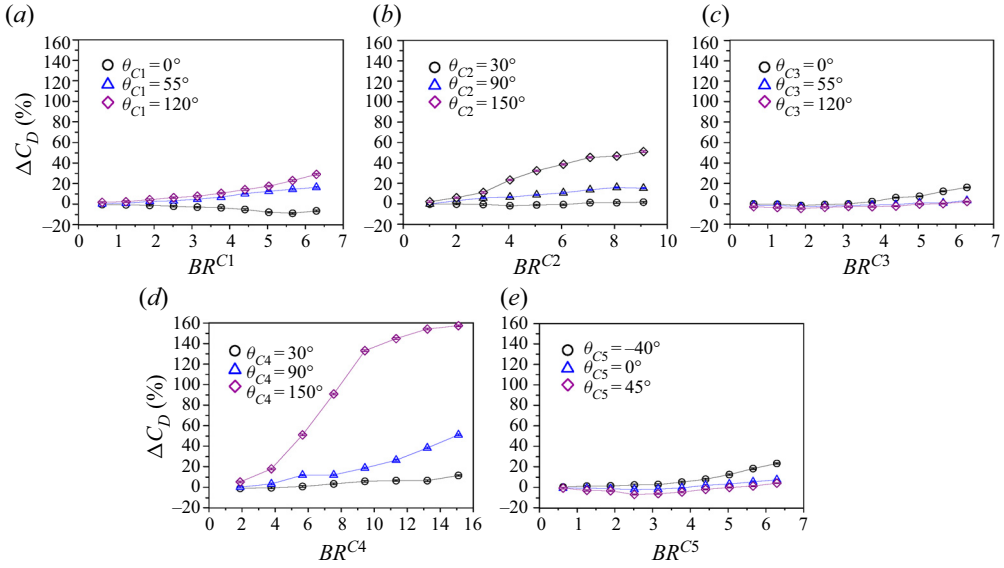 (a)
160
140
120
100
80
60
40
20
0
–20
ΔC_D (%)
θ_C1 = 0°
θ_C1 = 55°
θ_C1 = 120°
0 1 2 3 4 5 6 7
BR^C1
(b)
160
140
120
100
80
60
40
20
0
–20
θ_C2 = 30°
θ_C2 = 90°
θ_C2 = 150°
0 2 4 6 8 10
BR^C2
(c)
160
140
120
100
80
60
40
20
0
–20
θ_C3 = 0°
θ_C3 = 55°
θ_C3 = 120°
0 1 2 3 4 5 6 7
BR^C3
(d)
160
140
120
100
80
60
40
20
0
–20
ΔC_D (%)
θ_C4 = 30°
θ_C4 = 90°
θ_C4 = 150°
0 2 4 6 8 10 12 14 16
BR^C4
(e)
160
140
120
100
80
60
40
20
0
–20
θ_C5 = –40°
θ_C5 = 0°
θ_C5 = 45°
0 1 2 3 4 5 6 7
BR^C5